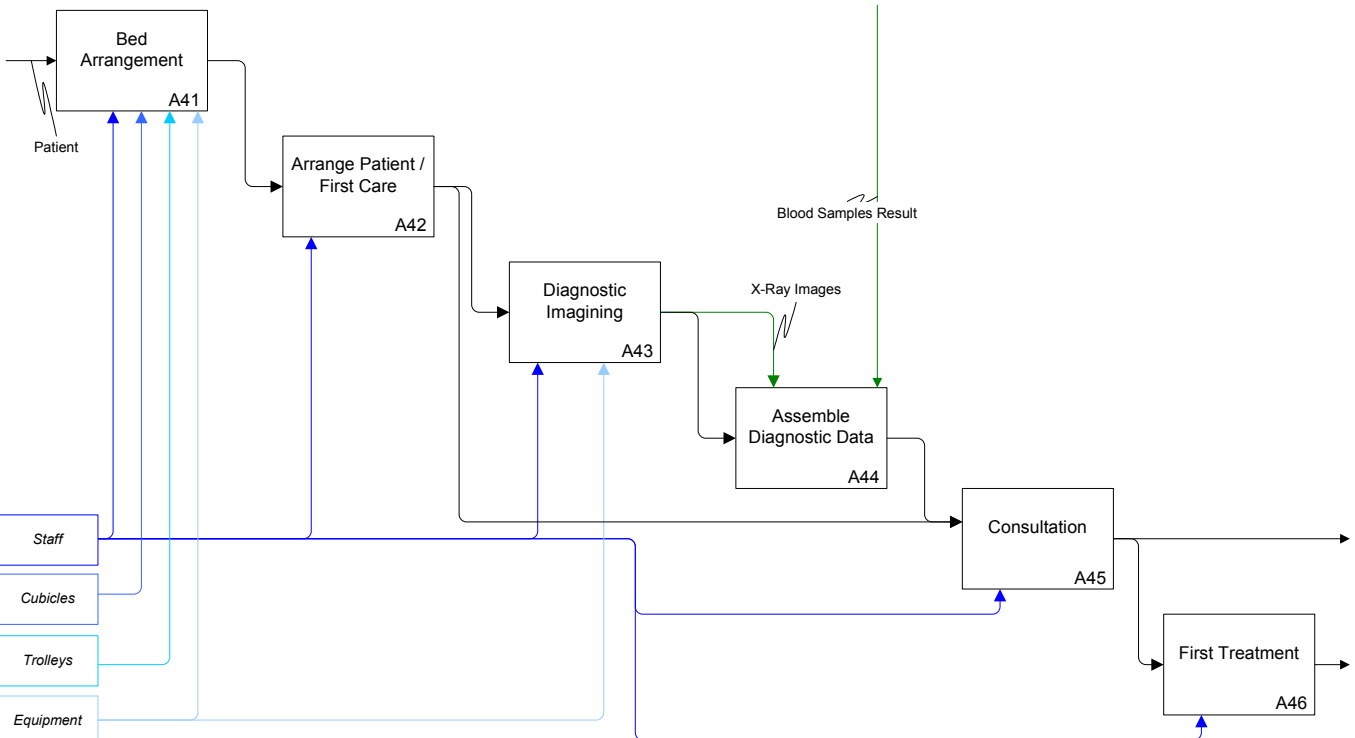 Bed
Arrangement
A41
Patient
Arrange Patient /
First Care
A42
Blood Samples Result
Diagnostic
Imagining
A43
X-Ray Images
Assemble
Diagnostic Data
A44
Consultation
A45
First Treatment
A46
Staff
Cubicles
Trolleys
Equipment